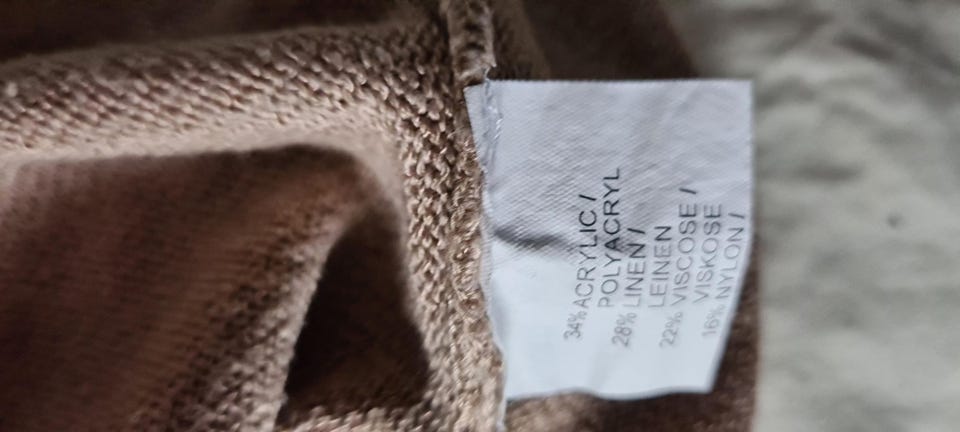 34% ACRYLIC /
POLYACRYL
28% LINEN /
LEINEN
22% VISCOSE /
VISKOSE
16% NYLON /